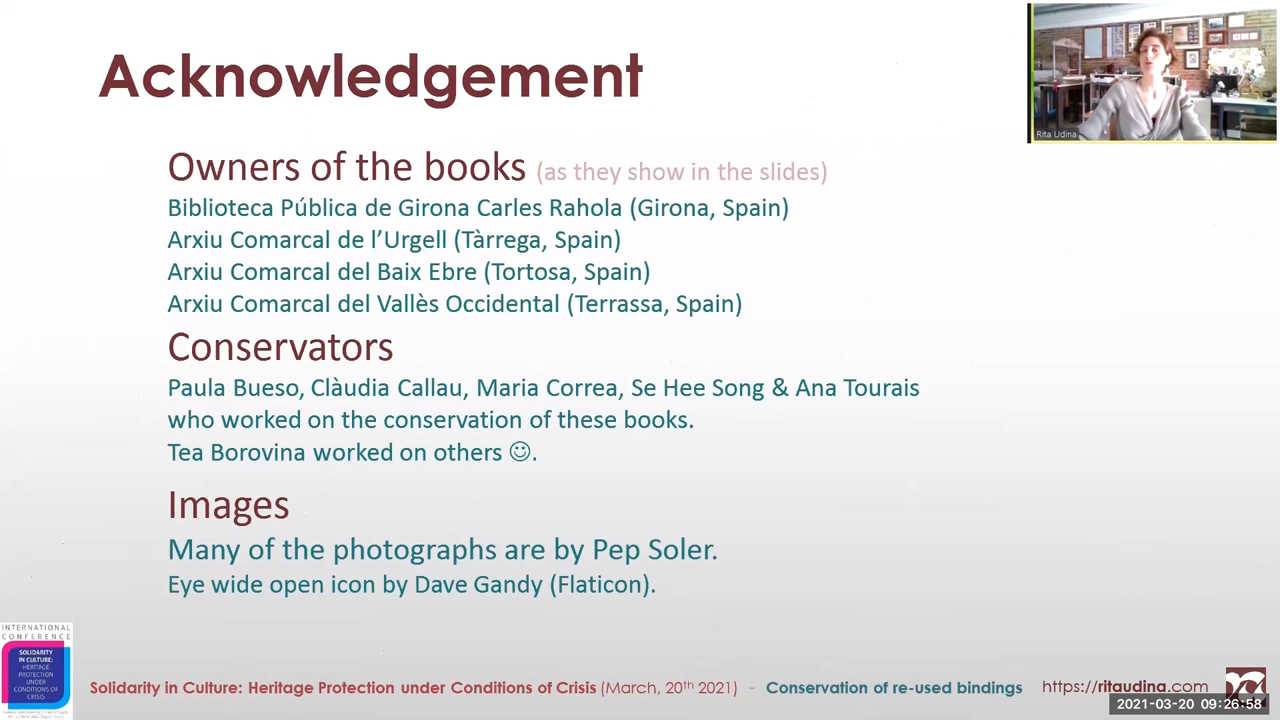 Acknowledgement
Rita Udina
Owners of the books (as they show in the slides)
Biblioteca Pública de Girona Carles Rahola (Girona, Spain)
Arxiu Comarcal de l’Urgell (Tàrrega, Spain)
Arxiu Comarcal del Baix Ebre (Tortosa, Spain)
Arxiu Comarcal del Vallès Occidental (Terrassa, Spain)
Conservators
Paula Bueso, Clàudia Callau, Maria Correa, Se Hee Song & Ana Tourais
who worked on the conservation of these books.
Tea Borovina worked on others ☺.
Images
Many of the photographs are by Pep Soler.
Eye wide open icon by Dave Gandy (Flaticon).
INTERNATIONAL
CONFERENCE
SOLIDARITY
IN CULTURE:
HERITAGE
PROTECTION
UNDER
CONDITIONS OF
CRISIS
Solidarity in Culture: Heritage Protection under Conditions of Crisis (March, 20th 2021) - Conservation of re-used bindings https://ritaudina.com
2021-03-20 09:26:58